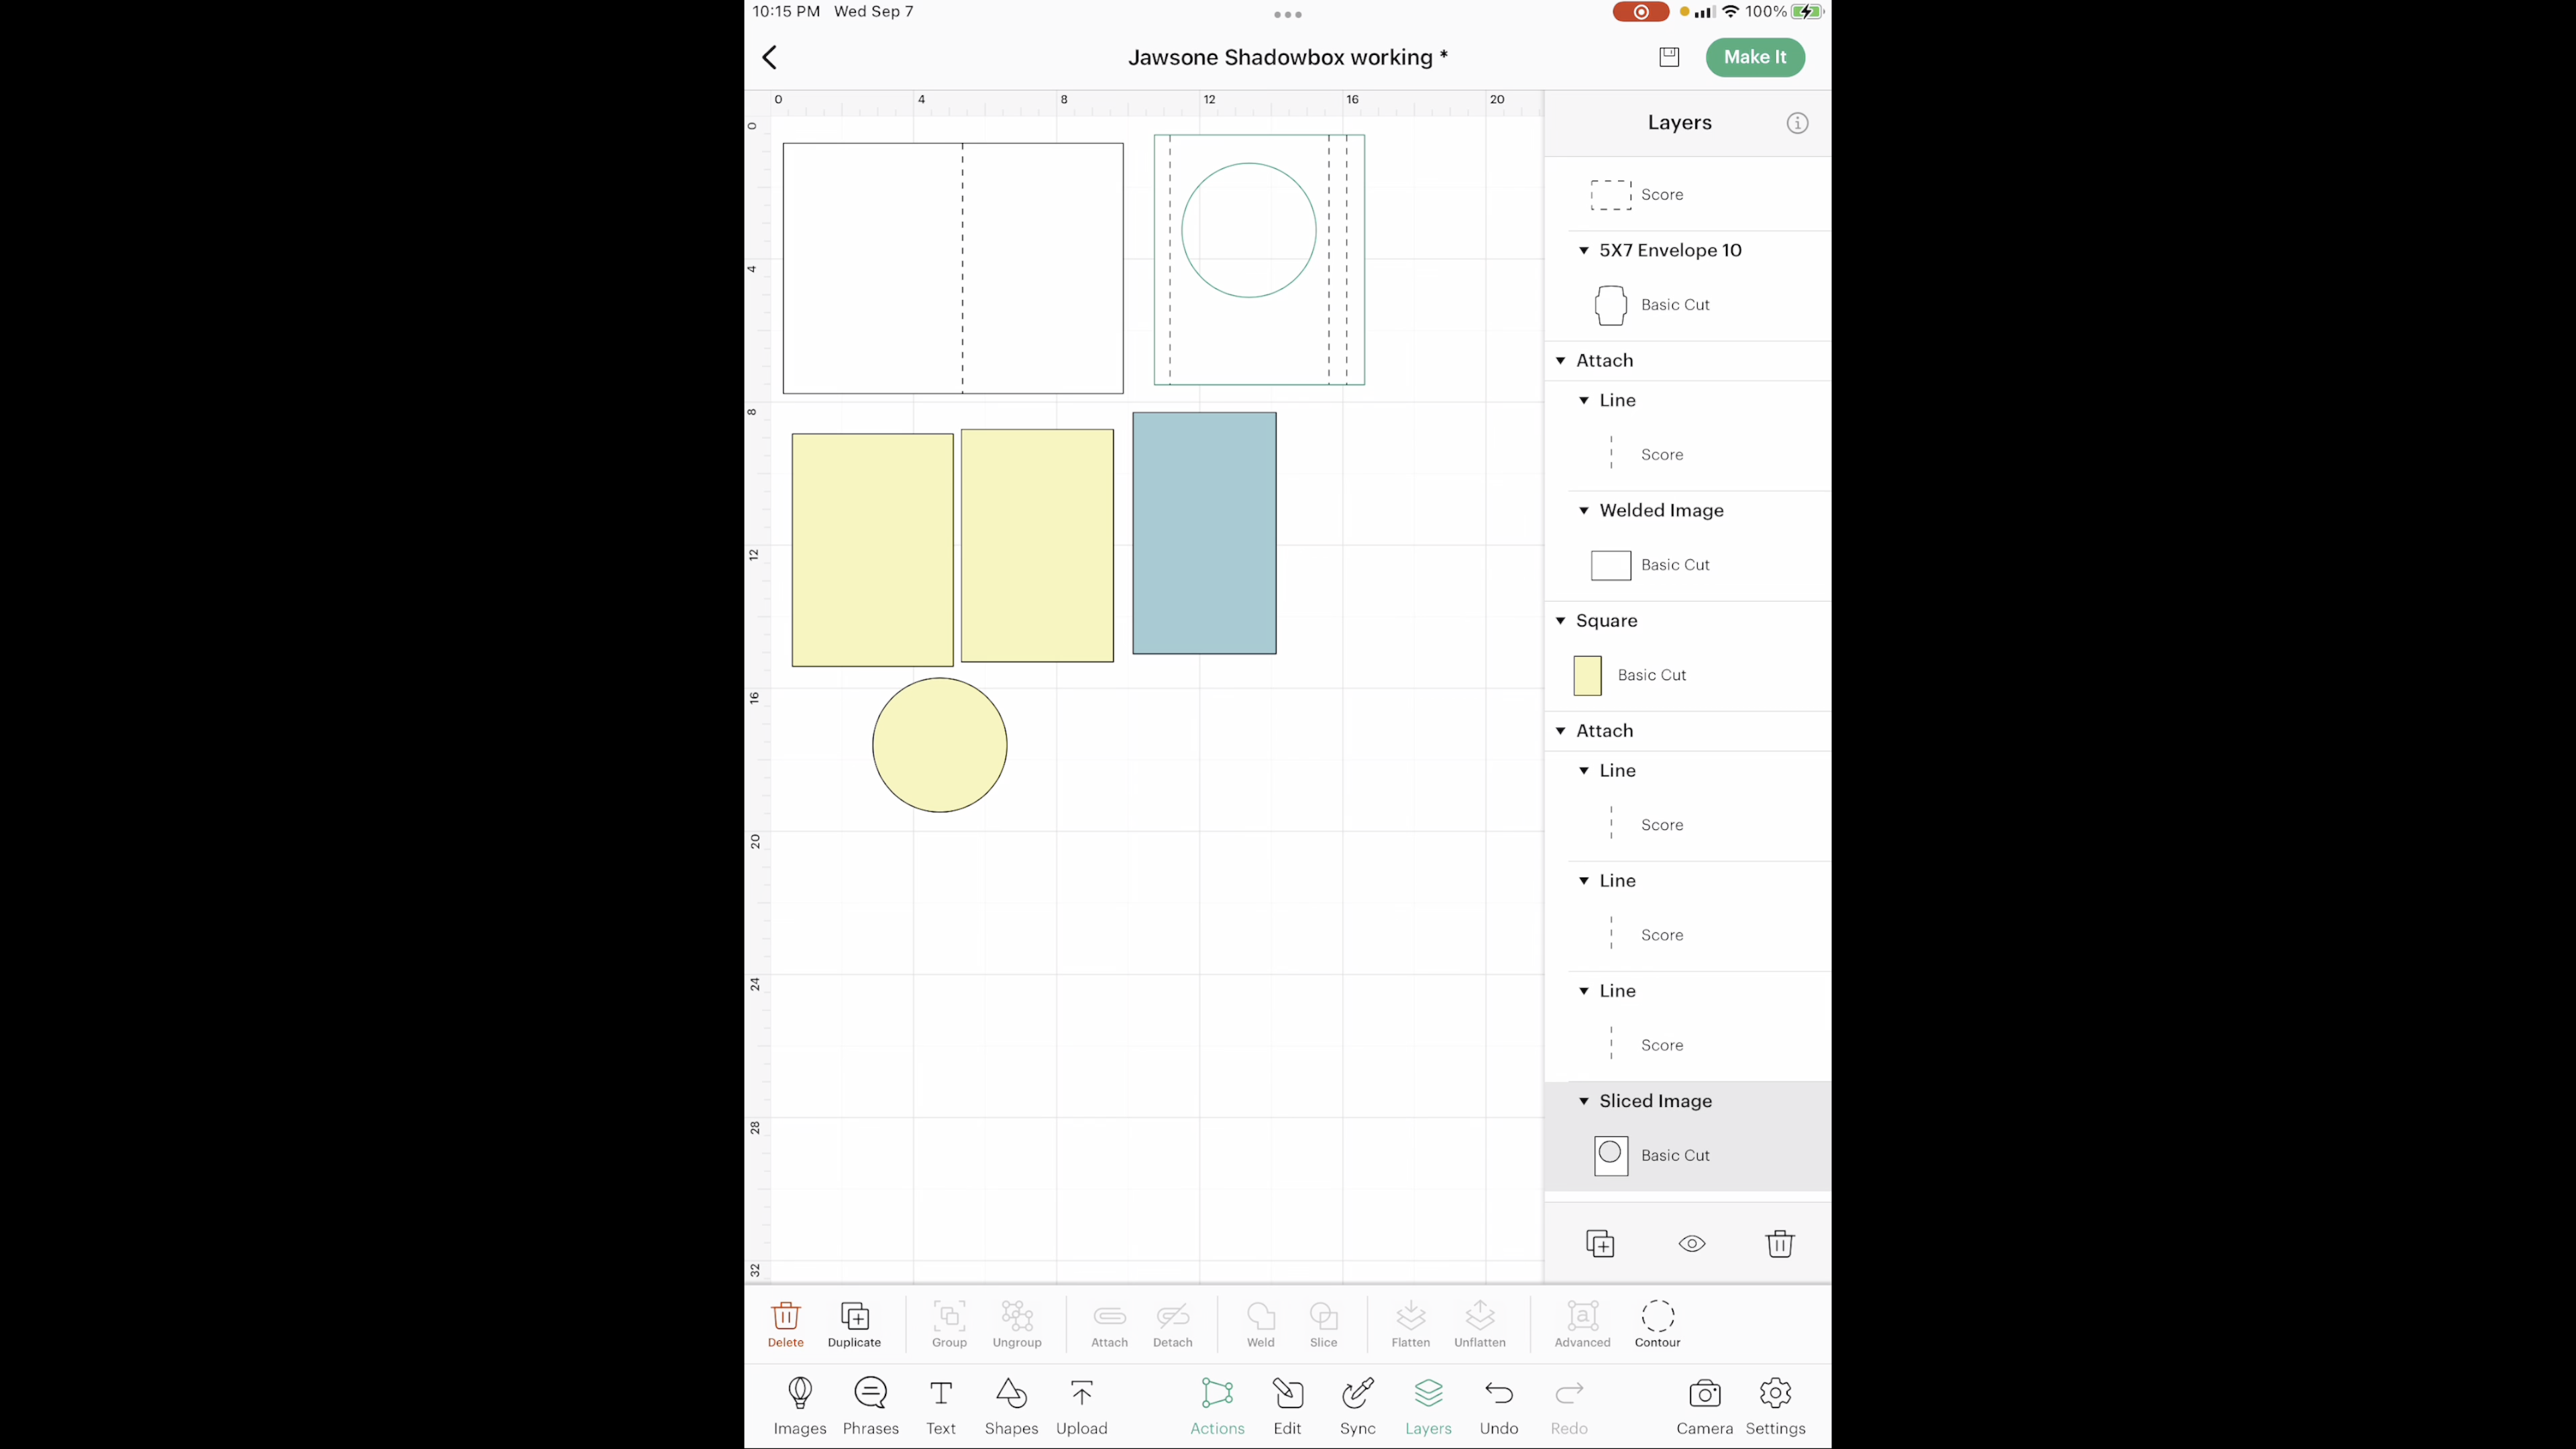 10:15 PM Wed Sep 7
100%
Jawsone Shadowbox working *
Make It
0 4 8 12 16 20
0
4
8
12
16
20
24
28
32
Layers
Score
5X7 Envelope 10
Basic Cut
Attach
Line
Score
Welded Image
Basic Cut
Square
Basic Cut
Attach
Line
Score
Line
Score
Line
Score
Sliced Image
Basic Cut
Delete Duplicate Group Ungroup Attach Detach Weld Slice Flatten Unflatten Advanced Contour
Images Phrases Text Shapes Upload Actions Edit Sync Layers Undo Redo Camera Settings